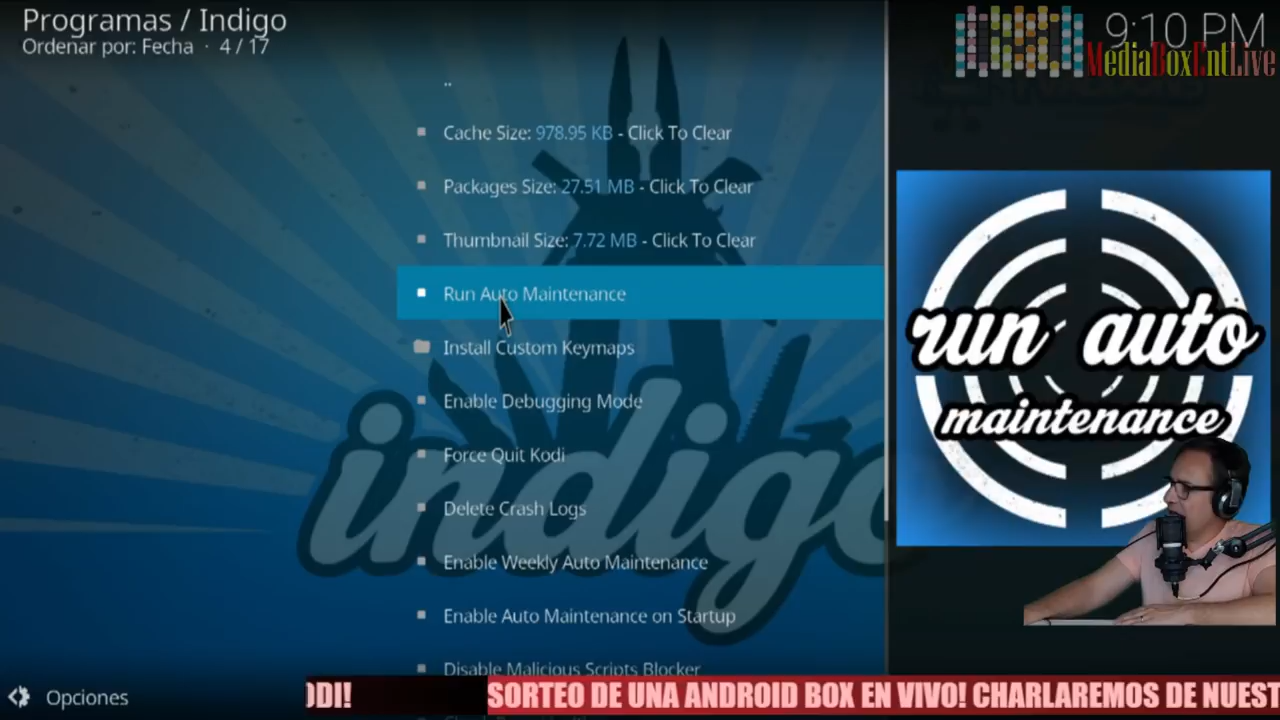 Programas / Indigo
Ordenar por: Fecha · 4 / 17
9:10 PM
MediaBoxEntLive
..
Cache Size: 978.95 KB - Click To Clear
Packages Size: 27.51 MB - Click To Clear
Thumbnail Size: 7.72 MB - Click To Clear
Run Auto Maintenance
Install Custom Keymaps
Enable Debugging Mode
Force Quit Kodi
Delete Crash Logs
Enable Weekly Auto Maintenance
Enable Auto Maintenance on Startup
Disable Malicious Scripts Blocker
indigo
run auto
maintenance
Opciones
ODI! SORTEO DE UNA ANDROID BOX EN VIVO! CHARLAREMOS DE NUEST